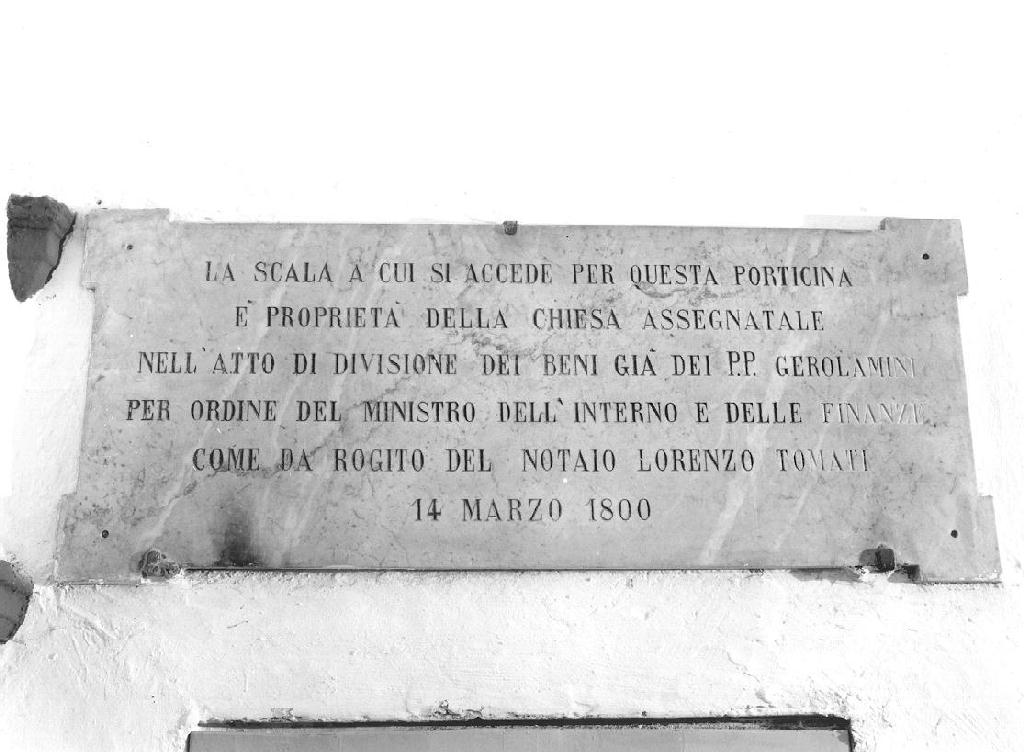 LA SCALA A CUI SI ACCEDE PER QUESTA PORTICINA
È PROPRIETÀ DELLA CHIESA ASSEGNATALE
NELL'ATTO DI DIVISIONE DEI BENI GIÀ DEI P.P. GEROLAMINI
PER ORDINE DEL MINISTRO DELL'INTERNO E DELLE FINANZE
COME DA ROGITO DEL NOTAIO LORENZO TOMATI
14 MARZO 1800